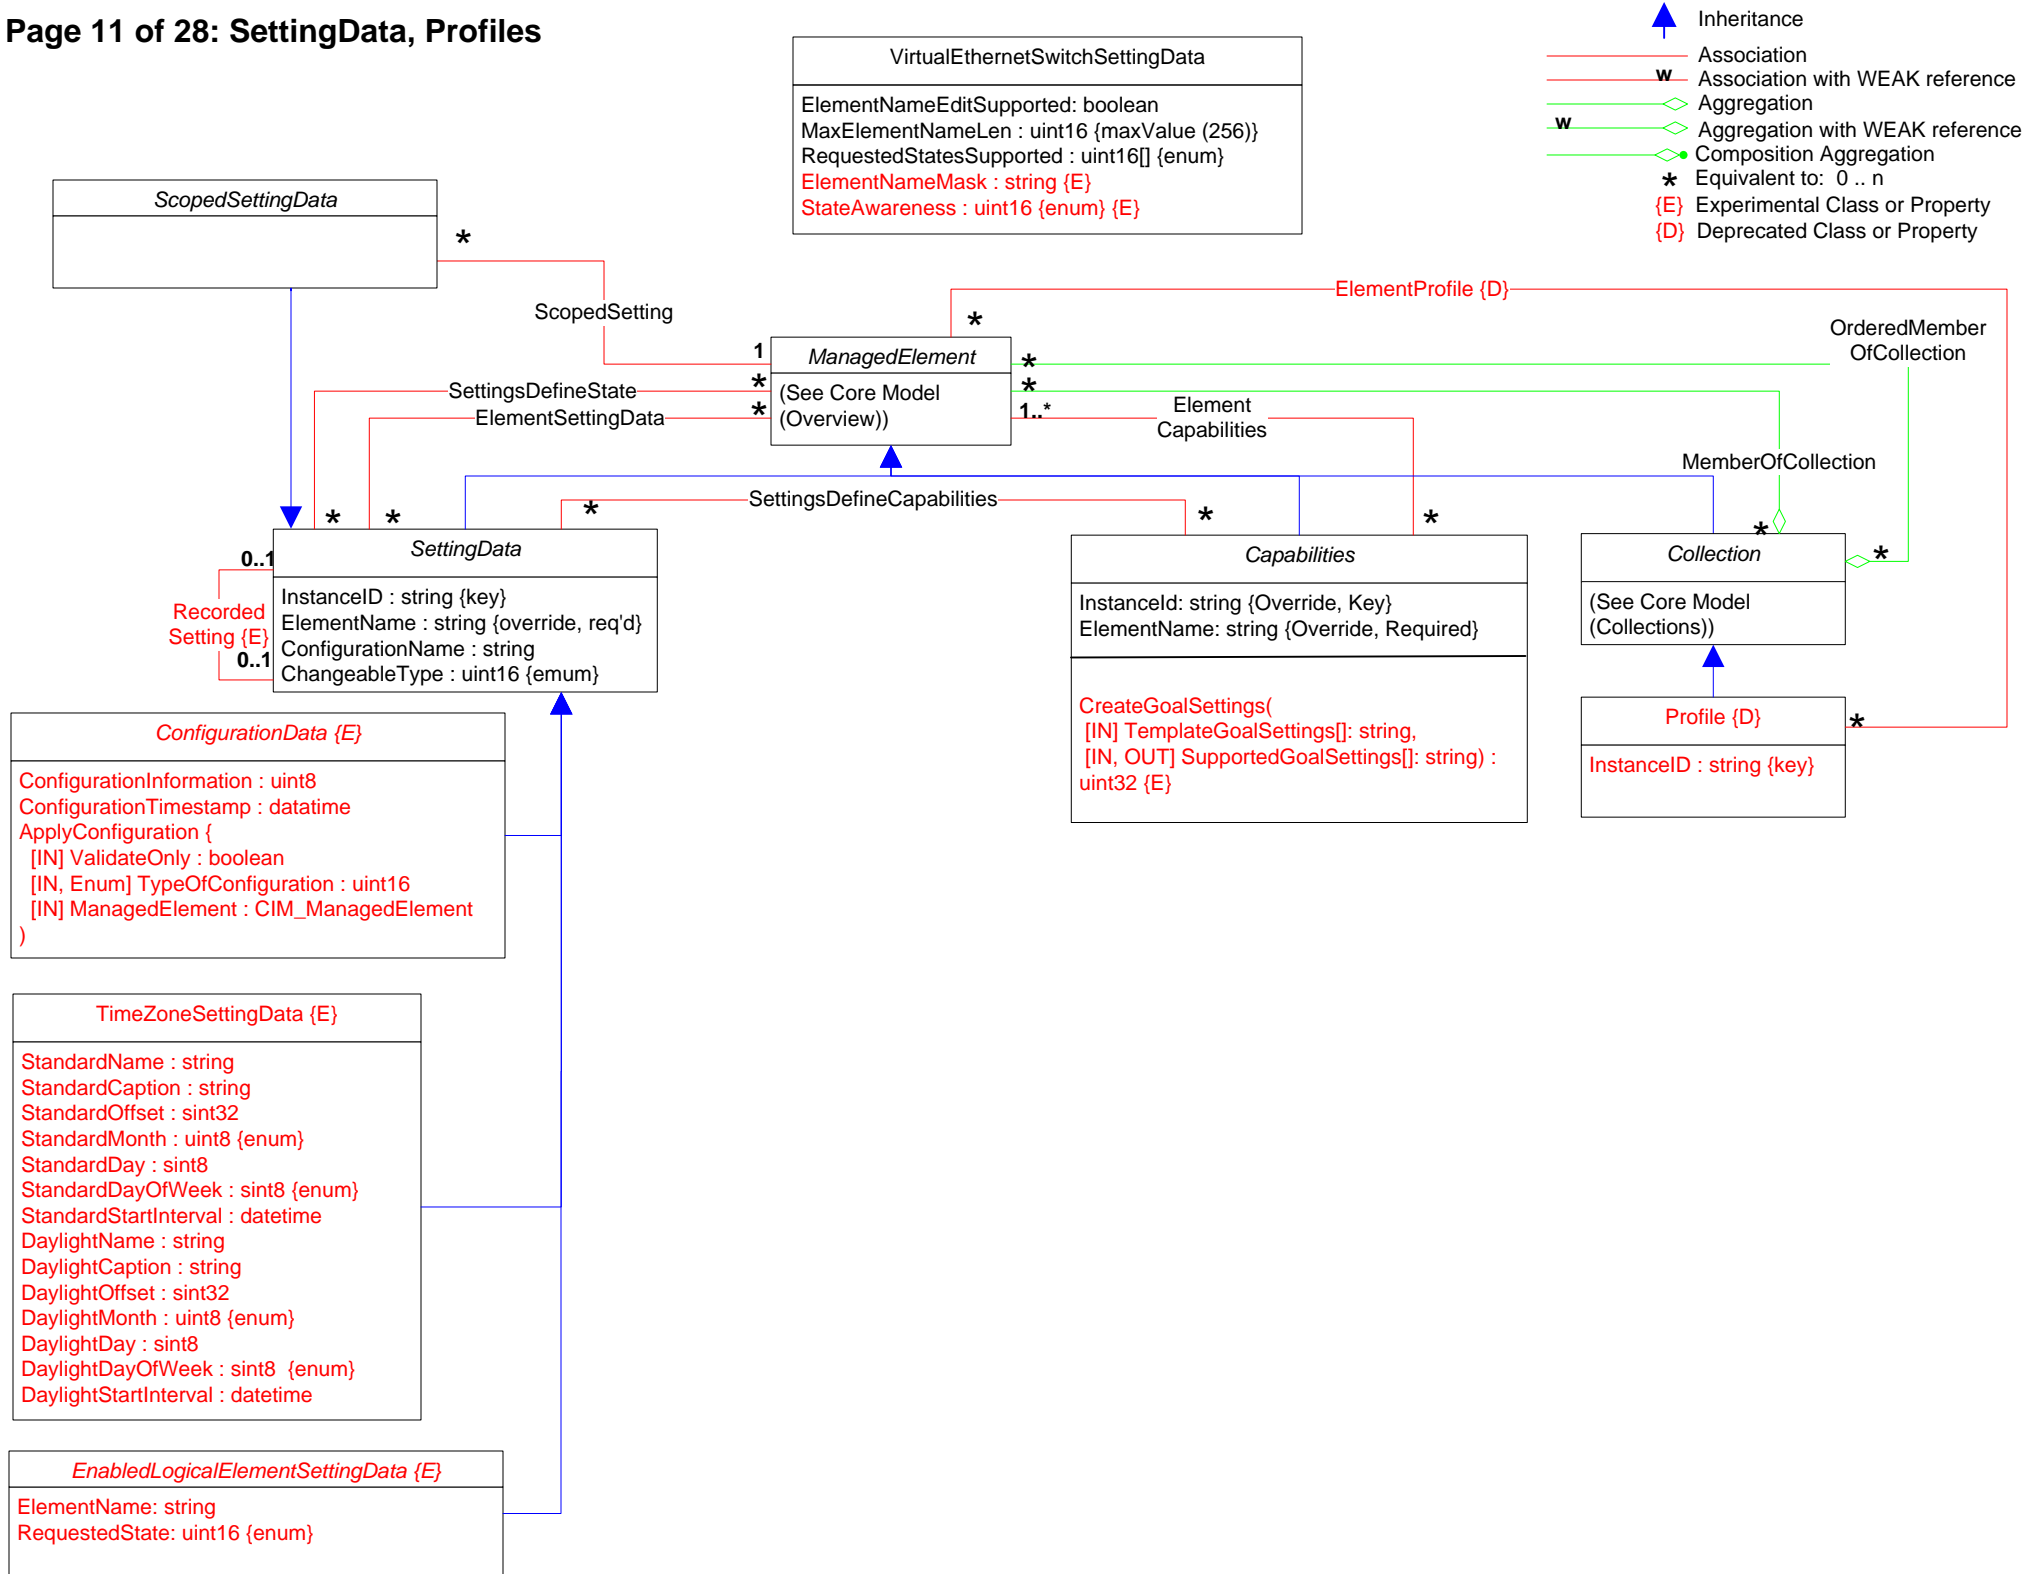 Page 11 of 28: SettingData, Profiles
Inheritance
Association
w
Association with WEAK reference
Aggregation
w
Aggregation with WEAK reference
Composition Aggregation
* Equivalent to: 0 .. n
{E} Experimental Class or Property
{D} Deprecated Class or Property
VirtualEthernetSwitchSettingData
ElementNameEditSupported: boolean
MaxElementNameLen : uint16 {maxValue (256)}
RequestedStatesSupported : uint16[] {enum}
ElementNameMask : string {E}
StateAwareness : uint16 {enum} {E}
ScopedSettingData
*
ScopedSetting
1
ElementProfile {D}
*
OrderedMember
OfCollection
ManagedElement
(See Core Model
(Overview))
*
*
SettingsDefineState
*
ElementSettingData
*
1..*
Element
Capabilities
MemberOfCollection
SettingsDefineCapabilities
*
*
*
*
*
*
*
SettingData
InstanceID : string {key}
ElementName : string {override, req'd}
ConfigurationName : string
ChangeableType : uint16 {emum}
0..1
Recorded
Setting {E}
0..1
Capabilities
InstanceId: string {Override, Key}
ElementName: string {Override, Required}
CreateGoalSettings(
[IN] TemplateGoalSettings[]: string,
[IN, OUT] SupportedGoalSettings[]: string) :
uint32 {E}
Collection
(See Core Model
(Collections))
Profile {D}
*
InstanceID : string {key}
ConfigurationData {E}
ConfigurationInformation : uint8
ConfigurationTimestamp : datatime
ApplyConfiguration {
[IN] ValidateOnly : boolean
[IN, Enum] TypeOfConfiguration : uint16
[IN] ManagedElement : CIM_ManagedElement
)
TimeZoneSettingData {E}
StandardName : string
StandardCaption : string
StandardOffset : sint32
StandardMonth : uint8 {enum}
StandardDay : sint8
StandardDayOfWeek : sint8 {enum}
StandardStartInterval : datetime
DaylightName : string
DaylightCaption : string
DaylightOffset : sint32
DaylightMonth : uint8 {enum}
DaylightDay : sint8
DaylightDayOfWeek : sint8 {enum}
DaylightStartInterval : datetime
EnabledLogicalElementSettingData {E}
ElementName: string
RequestedState: uint16 {enum}